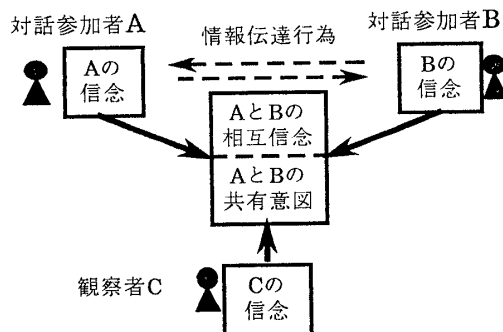 対話参加者A
情報伝達行為
対話参加者B
Aの
信念
Bの
信念
AとBの
相互信念
AとBの
共有意図
観察者C
Cの
信念